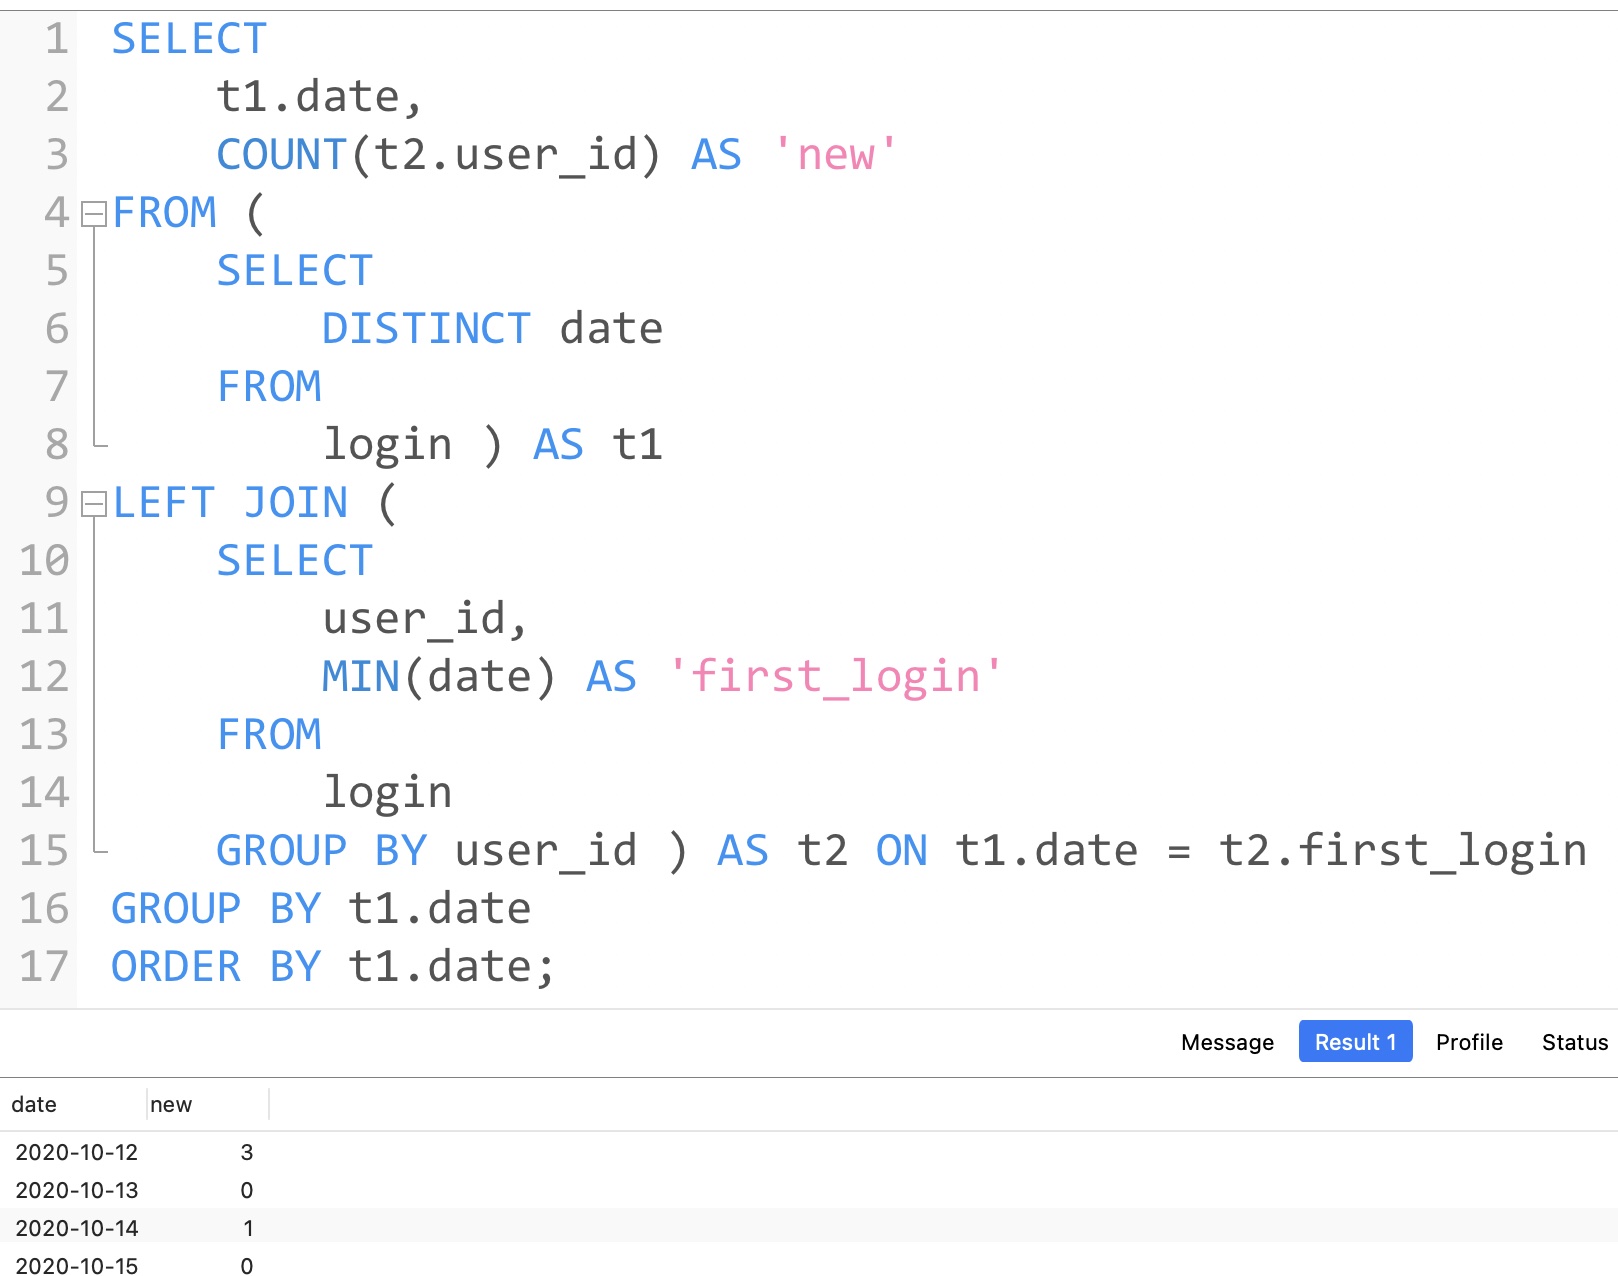 1 SELECT
2 t1.date,
3 COUNT(t2.user_id) AS 'new'
4 FROM (
5 SELECT
6 DISTINCT date
7 FROM
8 login ) AS t1
9 LEFT JOIN (
10 SELECT
11 user_id,
12 MIN(date) AS 'first_login'
13 FROM
14 login
15 GROUP BY user_id ) AS t2 ON t1.date = t2.first_login
16 GROUP BY t1.date
17 ORDER BY t1.date;
Message Result 1 Profile Status
date new
2020-10-12 3
2020-10-13 0
2020-10-14 1
2020-10-15 0